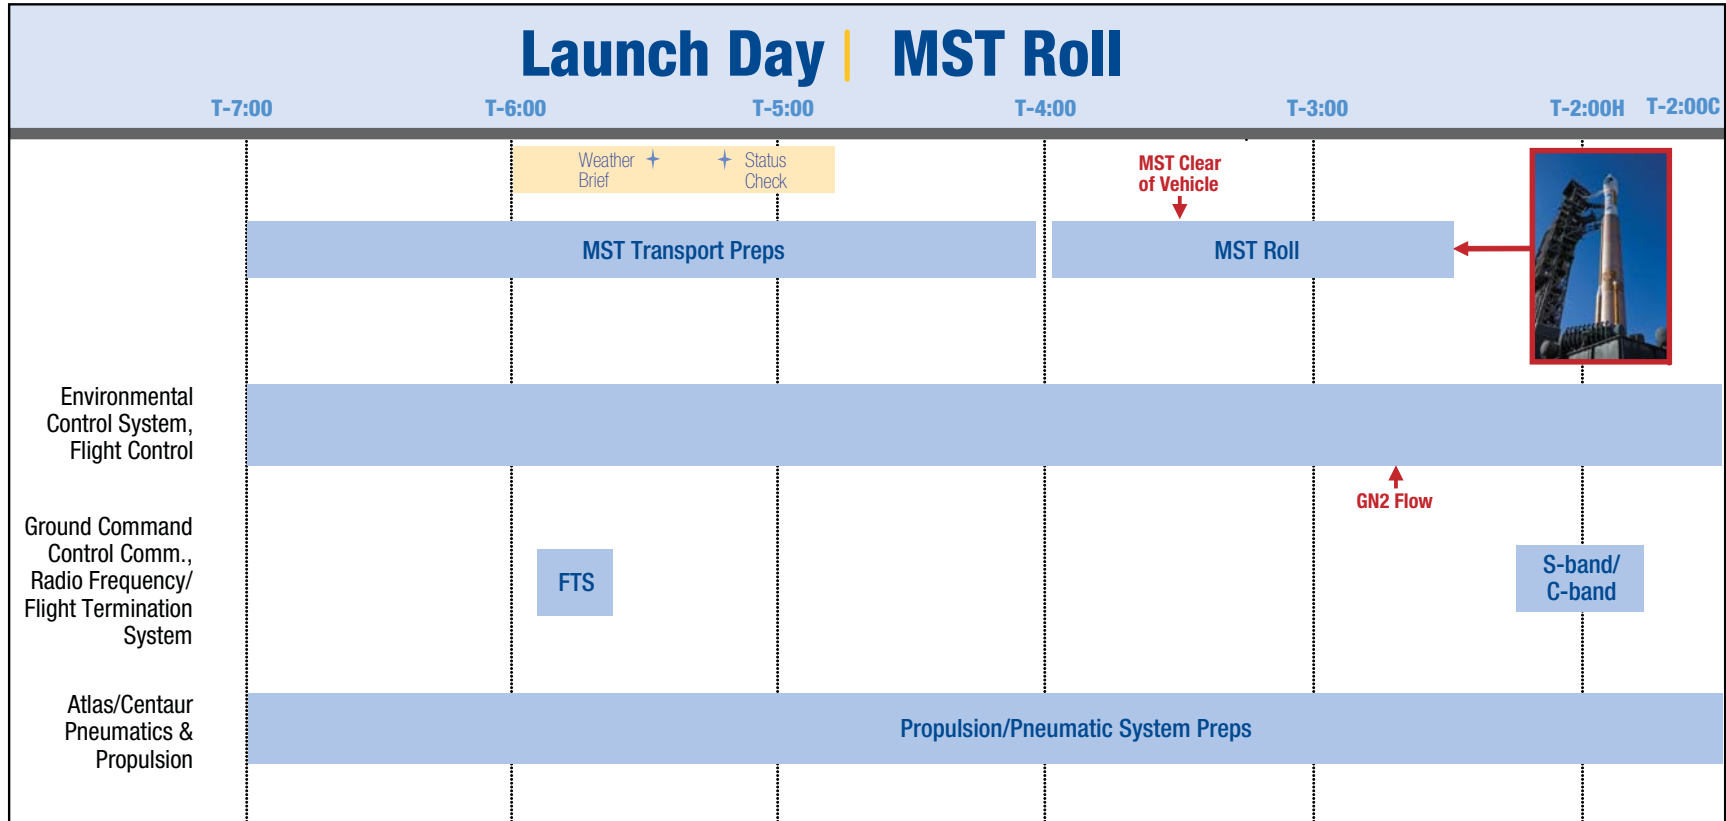 Launch Day | MST Roll
T-7:00 T-6:00 T-5:00 T-4:00 T-3:00 T-2:00H T-2:00C
Weather
Brief
Status
Check
MST Clear
of Vehicle
MST Transport Preps
MST Roll
Environmental
Control System,
Flight Control
GN2 Flow
Ground Command
Control Comm.,
Radio Frequency/
Flight Termination
System
FTS
S-band/
C-band
Atlas/Centaur
Pneumatics &
Propulsion
Propulsion/Pneumatic System Preps